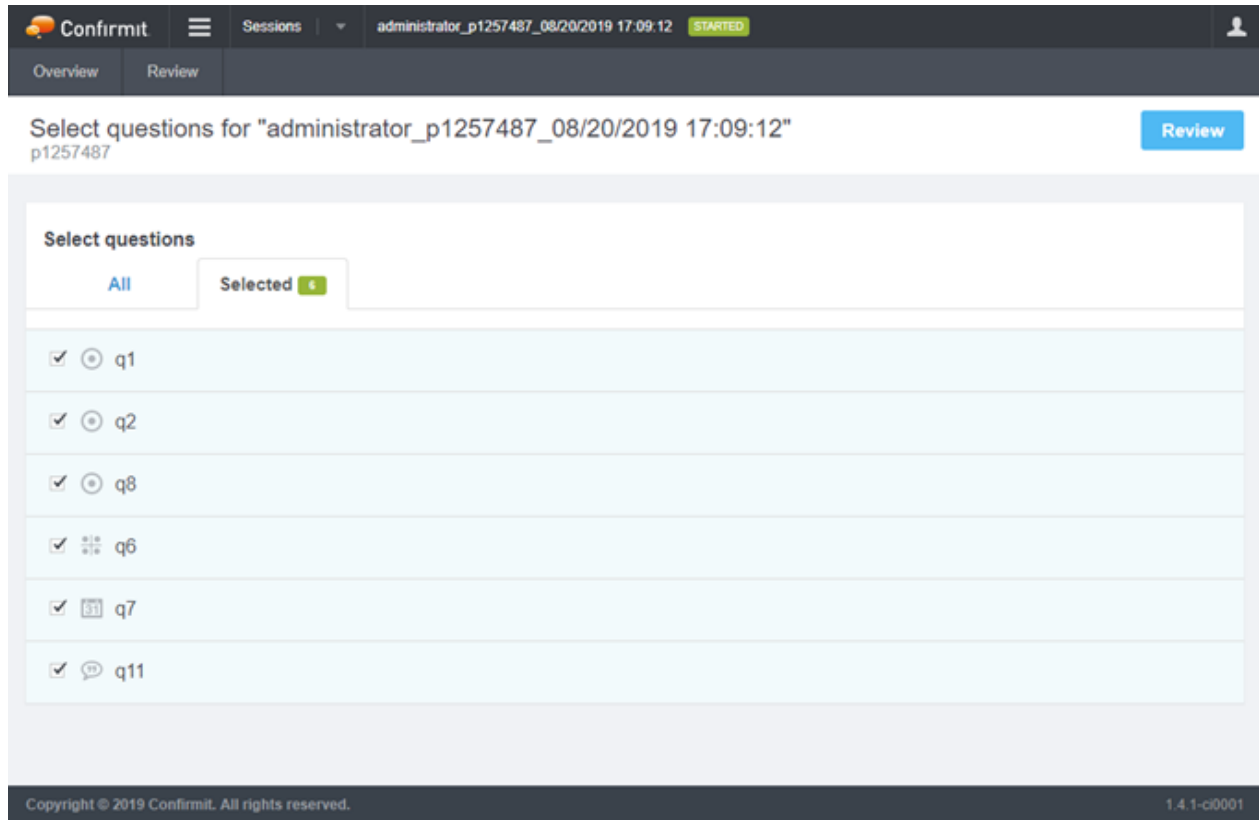 Confirmit Sessions administrator_p1257487_08/20/2019 17:09:12 STARTED
Overview Review
Select questions for "administrator_p1257487_08/20/2019 17:09:12" Review
p1257487
Select questions
All Selected 6
q1
q2
q8
q6
31 q7
q11
Copyright © 2019 Confirmit. All rights reserved. 1.4.1-ci0001